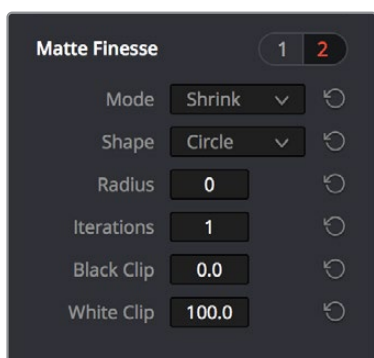 Matte Finesse 1 2
Mode Shrink
Shape Circle
Radius 0
Iterations 1
Black Clip 0.0
White Clip 100.0